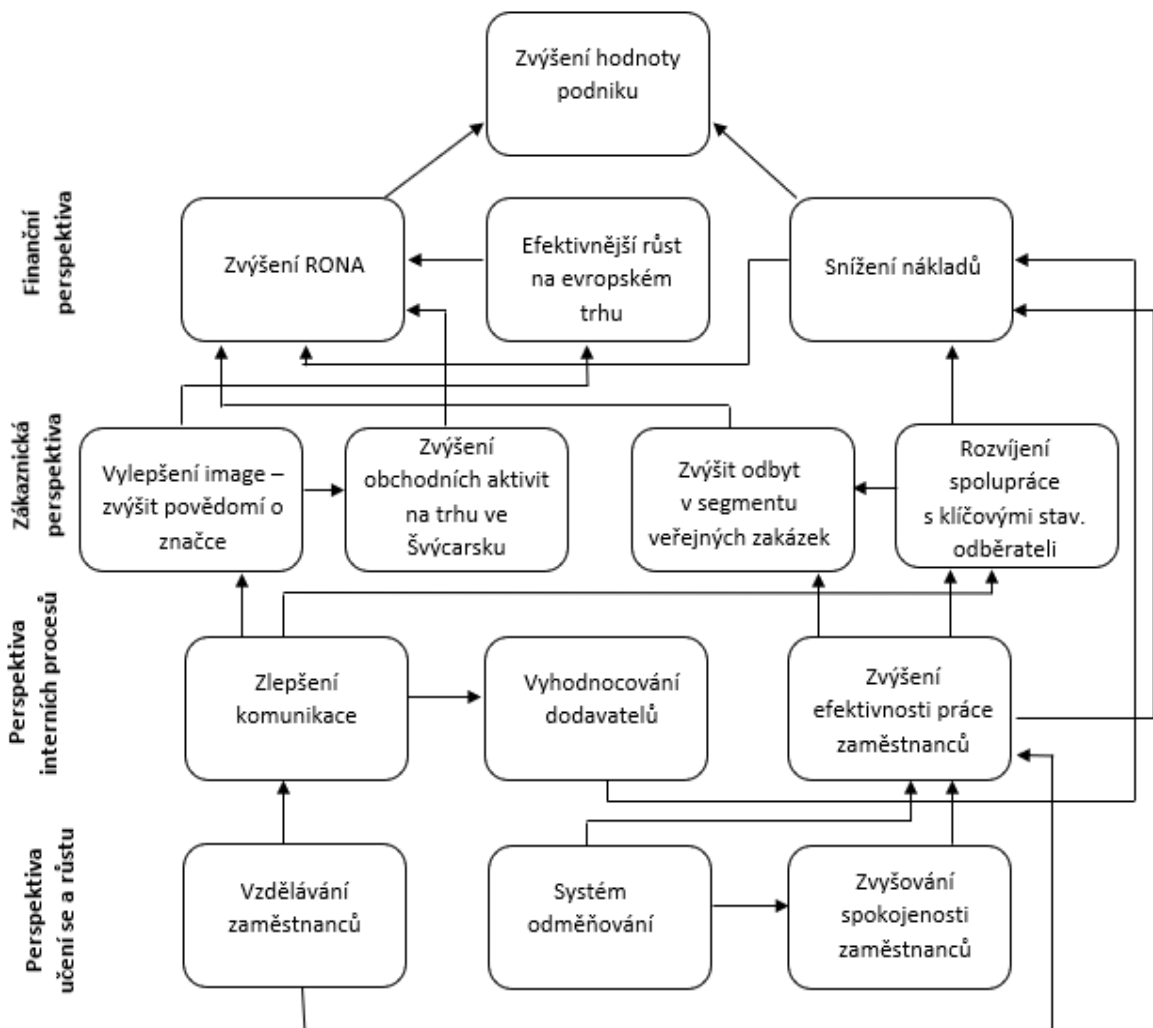 Zvýšení hodnoty
podniku
Finanční
perspektiva
Zvýšení RONA
Efektivnější růst
na evropském
trhu
Snížení nákladů
Zákaznická
perspektiva
Vylepšení image –
zvýšit povědomí o
značce
Zvýšení
obchodních aktivit
na trhu ve
Švýcarsku
Zvýšit odbyt
v segmentu
veřejných zakázek
Rozvíjení
spolupráce
s klíčovými stav.
odběrateli
Perspektiva
interních procesů
Zlepšení
komunikace
Vyhodnocování
dodavatelů
Zvýšení
efektivnosti práce
zaměstnanců
Perspektiva
učení se a růstu
Vzdělávání
zaměstnanců
Systém
odměňování
Zvyšování
spokojenosti
zaměstnanců